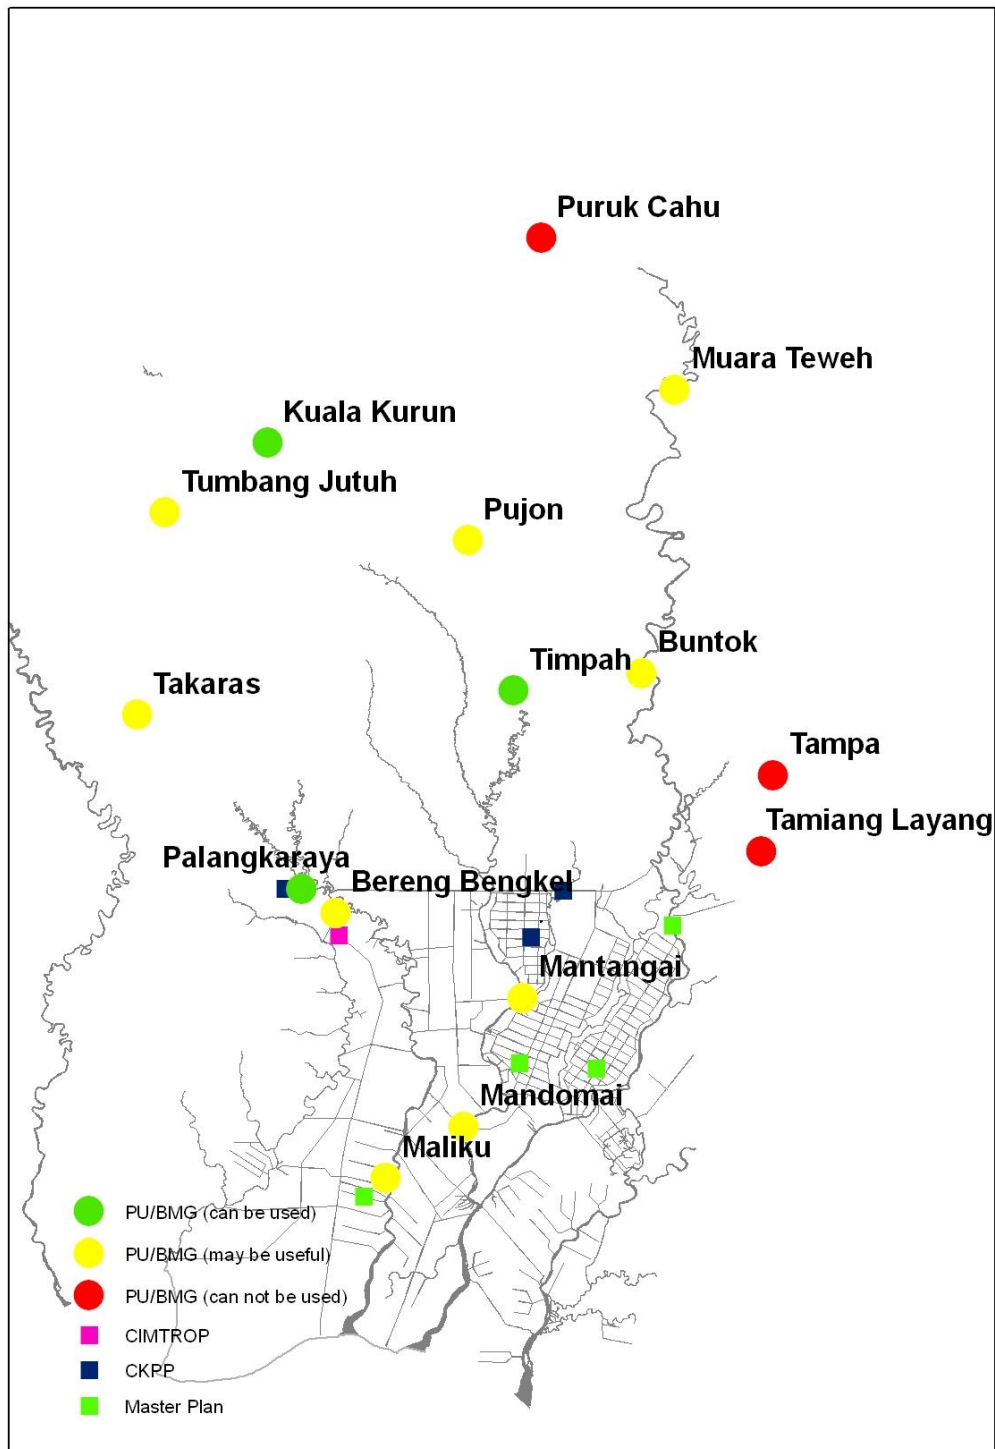 Puruk Cahu
Muara Teweh
Kuala Kurun
Tumbang Jutuh
Pujon
Buntok
Timpah
Takaras
Tampa
Tamiang Layang
Palangkaraya
Bereng Bengkel
Mantangai
Mandomai
Maliku
PU/BMG (can be used)
PU/BMG (may be useful)
PU/BMG (can not be used)
CIMTROP
CKPP
Master Plan